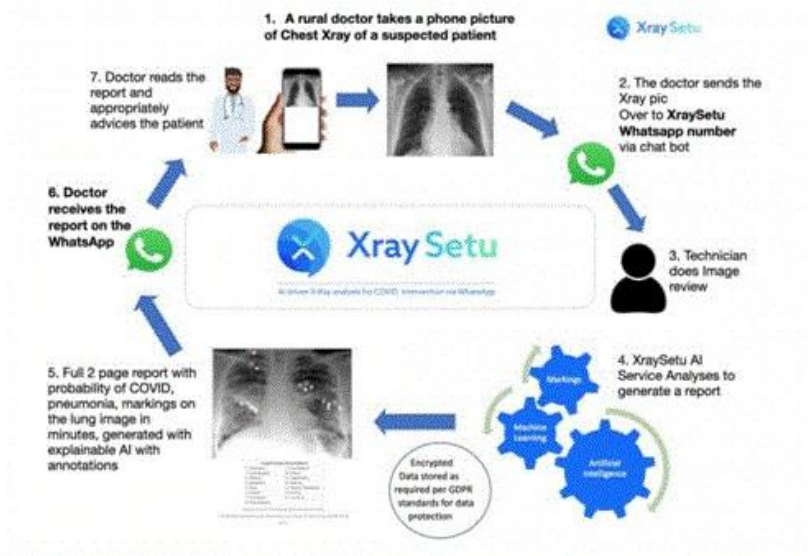 1. A rural doctor takes a phone picture
of Chest Xray of a suspected patient
Xray Setu
7. Doctor reads the
report and
appropriately
advices the patient
2. The doctor sends the
Xray pic
Over to XraySetu
Whatsapp number
via chat bot
6. Doctor
receives the
report on the
WhatsApp
Xray Setu
AI driven X-Ray analysis for COVID intervention via WhatsApp
3. Technician
does Image
review
5. Full 2 page report with
probability of COVID,
pneumonia, markings on
the lung image in
minutes, generated with
explainable AI with
annotations
4. XraySetu AI
Service Analyses to
generate a report
Markings
Machine
Learning
Artificial
Intelligence
Encrypted
Data stored as
required per GDPR
standards for data
protection